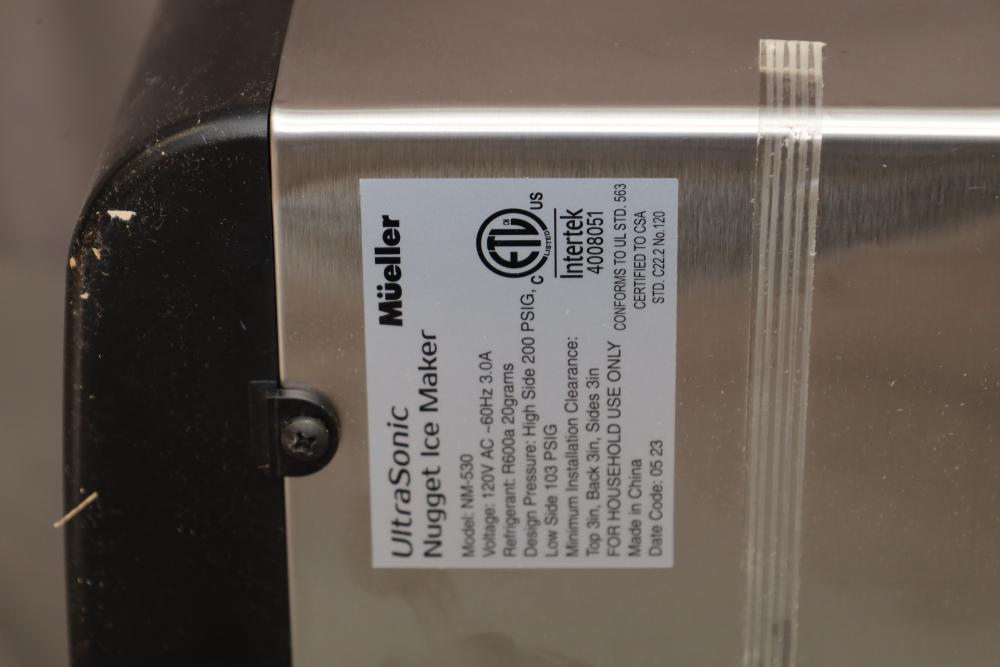 Mueller
UltraSonic
Nugget Ice Maker
Model: NM-530
Voltage: 120V AC ~60Hz 3.0A
Refrigerant: R600a 20grams
Design Pressure: High Side 200 PSIG,
Low Side 103 PSIG
Minimum Installation Clearance:
Top 3in, Back 3in, Sides 3in
FOR HOUSEHOLD USE ONLY
Made in China
Date Code: 05 23
ETL
LISTED
C US
Intertek
4008051
CONFORMS TO UL STD. 563
CERTIFIED TO CSA
STD. C22.2 No.120